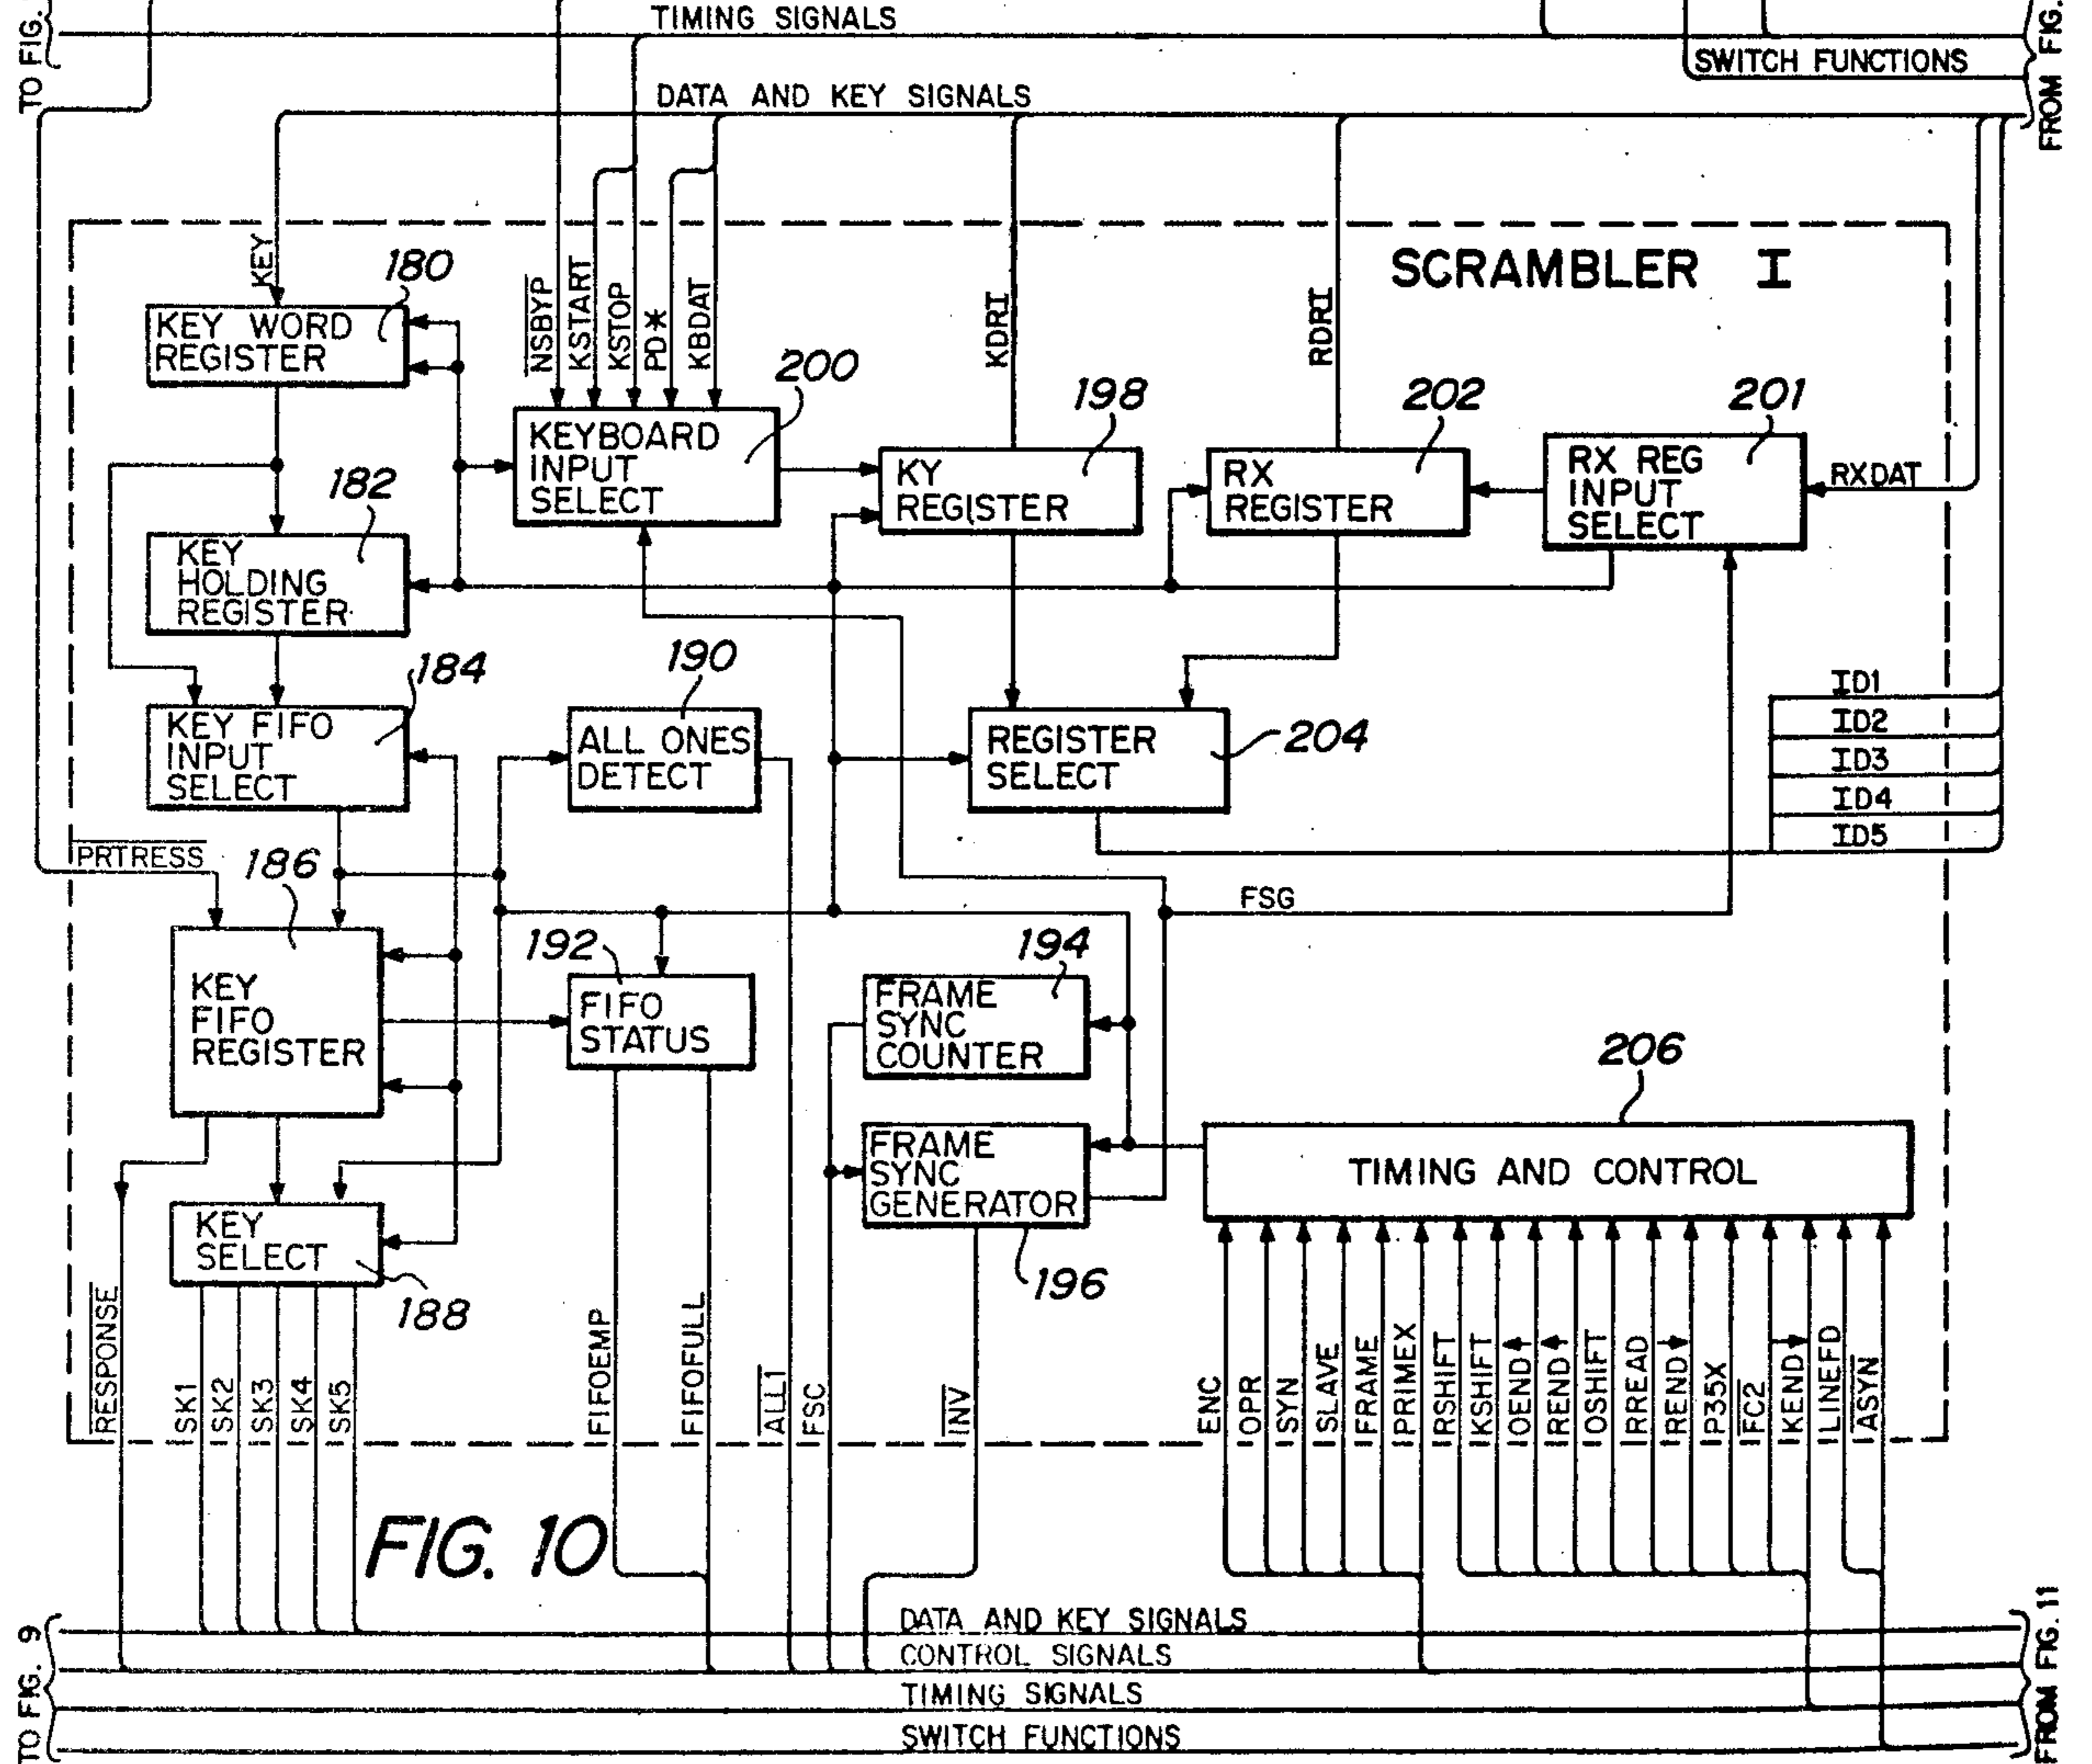 TO FIG.
TIMING SIGNALS
SWITCH FUNCTIONS
FROM FIG.
DATA AND KEY SIGNALS
SCRAMBLER I
KEY
180
KEY WORD
REGISTER
NSBYP
KSTART
KSTOP
PD*
KBDAT
KDRI
RDRI
200
KEYBOARD
INPUT
SELECT
198
KY
REGISTER
202
RX
REGISTER
201
RX REG
INPUT
SELECT
RXDAT
182
KEY
HOLDING
REGISTER
184
KEY FIFO
INPUT
SELECT
190
ALL ONES
DETECT
REGISTER
SELECT
204
ID1
ID2
ID3
ID4
ID5
PRTRESS
186
KEY
FIFO
REGISTER
FSG
192
FIFO
STATUS
194
FRAME
SYNC
COUNTER
206
TIMING AND CONTROL
FRAME
SYNC
GENERATOR
196
KEY
SELECT
188
RESPONSE
SK1
SK2
SK3
SK4
SK5
FIFOEMP
FIFOFULL
ALL1
FSC
INV
ENC
OPR
SYN
SLAVE
FRAME
PRIMEX
RSHIFT
KSHIFT
OEND↑
REND↑
OSHIFT
RREAD
REND↓
P35X
FC2
KEND↓
LINEFD
ASYN
FIG. 10
DATA AND KEY SIGNALS
CONTROL SIGNALS
TIMING SIGNALS
SWITCH FUNCTIONS
TO FIG. 9
FROM FIG. 11